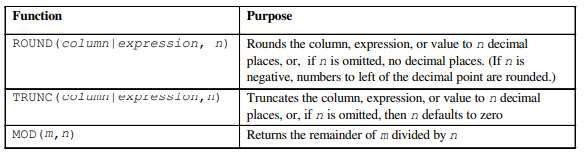 Function Purpose
ROUND(column|expression, n) Rounds the column, expression, or value to n decimal
places, or, if n is omitted, no decimal places. (If n is
negative, numbers to left of the decimal point are rounded.)
TRUNC(column|expression,n) Truncates the column, expression, or value to n decimal
places, or, if n is omitted, then n defaults to zero
MOD(m,n) Returns the remainder of m divided by n